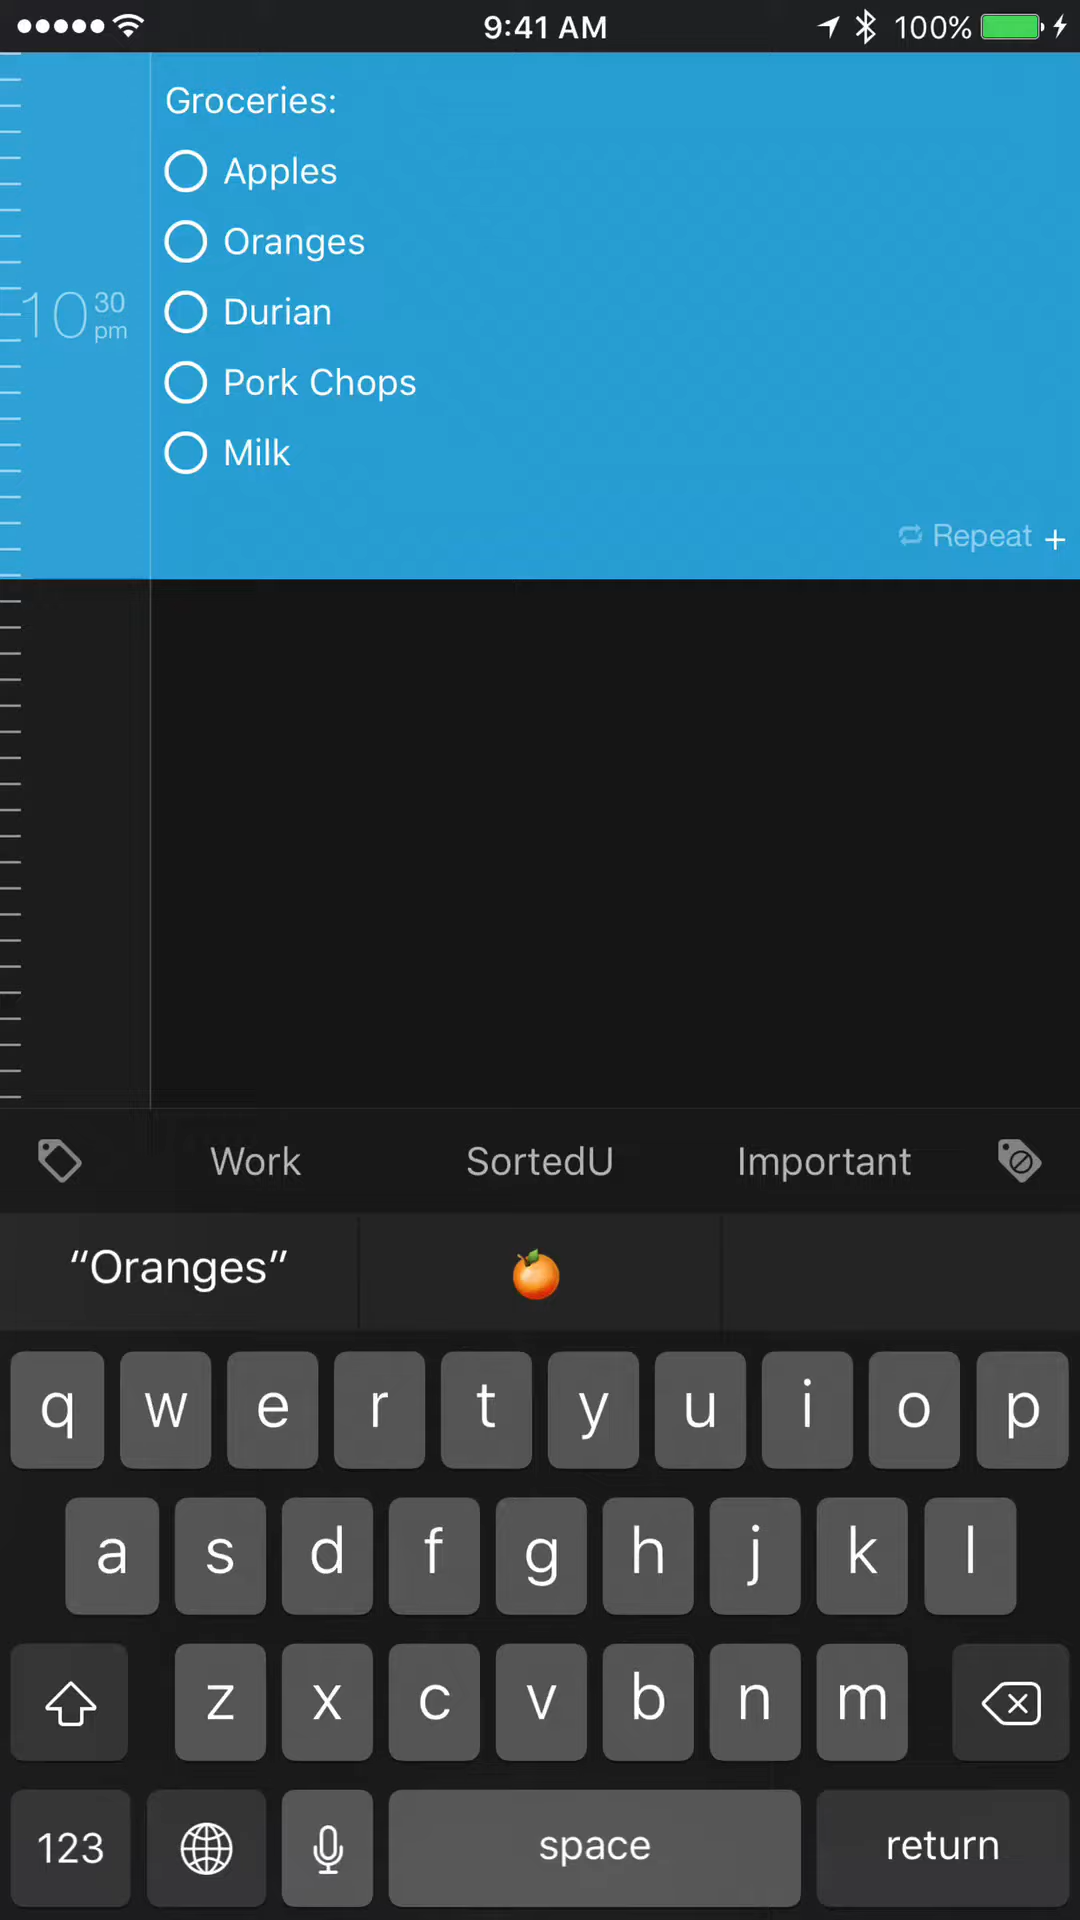 9:41 AM
100%
Groceries:
Apples
Oranges
10 30 pm
Durian
Pork Chops
Milk
Repeat +
Work SortedU Important
“Oranges”
q w e r t y u i o p
a s d f g h j k l
z x c v b n m
123 space return